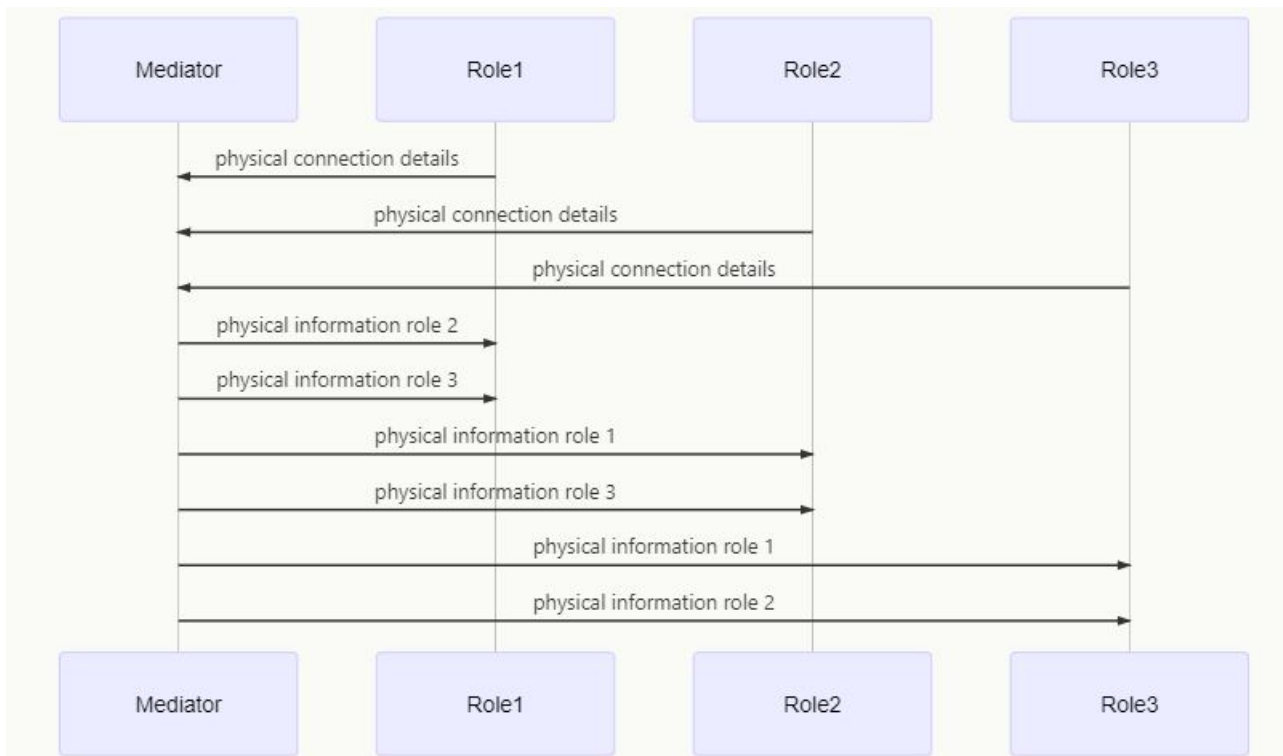 Mediator Role1 Role2 Role3
physical connection details
physical connection details
physical connection details
physical information role 2
physical information role 3
physical information role 1
physical information role 3
physical information role 1
physical information role 2
Mediator Role1 Role2 Role3